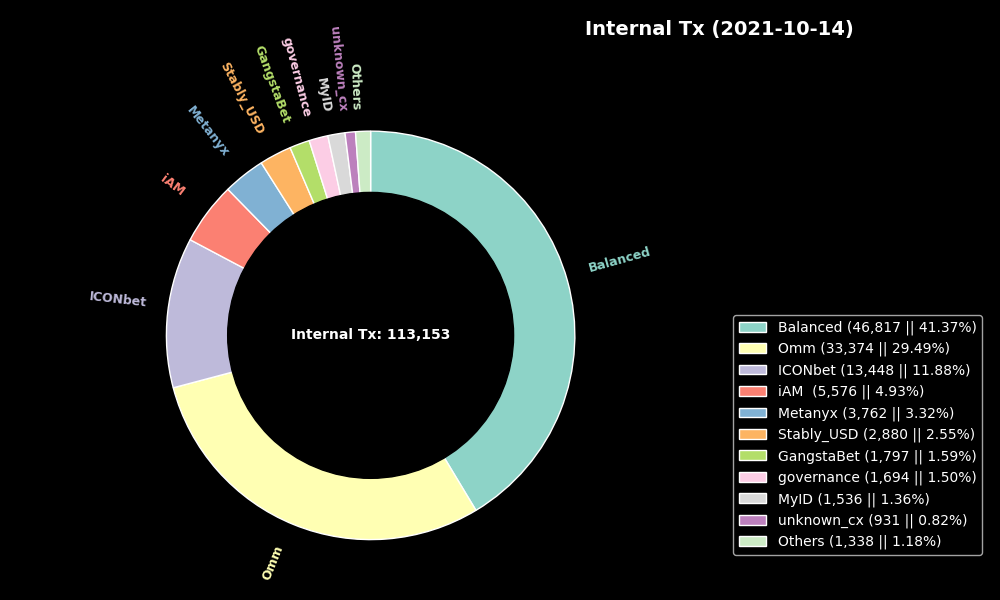 Internal Tx (2021-10-14)
unknown_cx
governance
GangstaBet
Stably_USD
MyID
Others
Metanyx
iAM
Balanced
ICONbet
Internal Tx: 113,153
Omm
Balanced (46,817 || 41.37%)
Omm (33,374 || 29.49%)
ICONbet (13,448 || 11.88%)
iAM  (5,576 || 4.93%)
Metanyx (3,762 || 3.32%)
Stably_USD (2,880 || 2.55%)
GangstaBet (1,797 || 1.59%)
governance (1,694 || 1.50%)
MyID (1,536 || 1.36%)
unknown_cx (931 || 0.82%)
Others (1,338 || 1.18%)